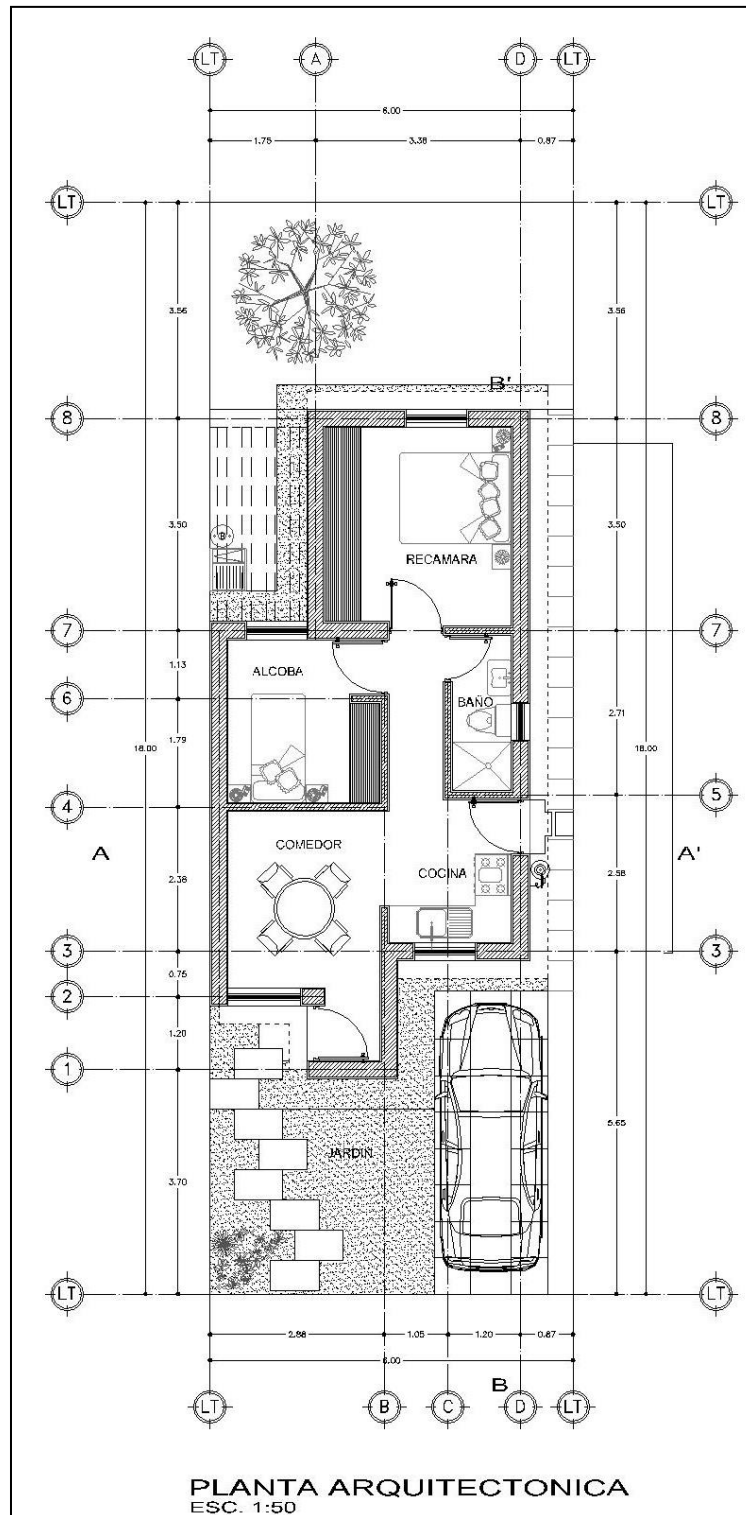 LT A D LT
6.00
1.75 3.38 0.87
LT LT
3.56 3.56
B'
8 8
3.50 3.50
RECAMARA
7 7
1.13
ALCOBA
6
BAÑO
2.71
1.79
18.00 18.00
5
4
COMEDOR
A A'
COCINA
2.38 2.58
3 3
0.75
2
1.20
1
5.65
JARDIN
3.70
LT LT
2.88 1.05 1.20 0.87
6.00
B
LT B C D LT
PLANTA ARQUITECTONICA
ESC. 1:50